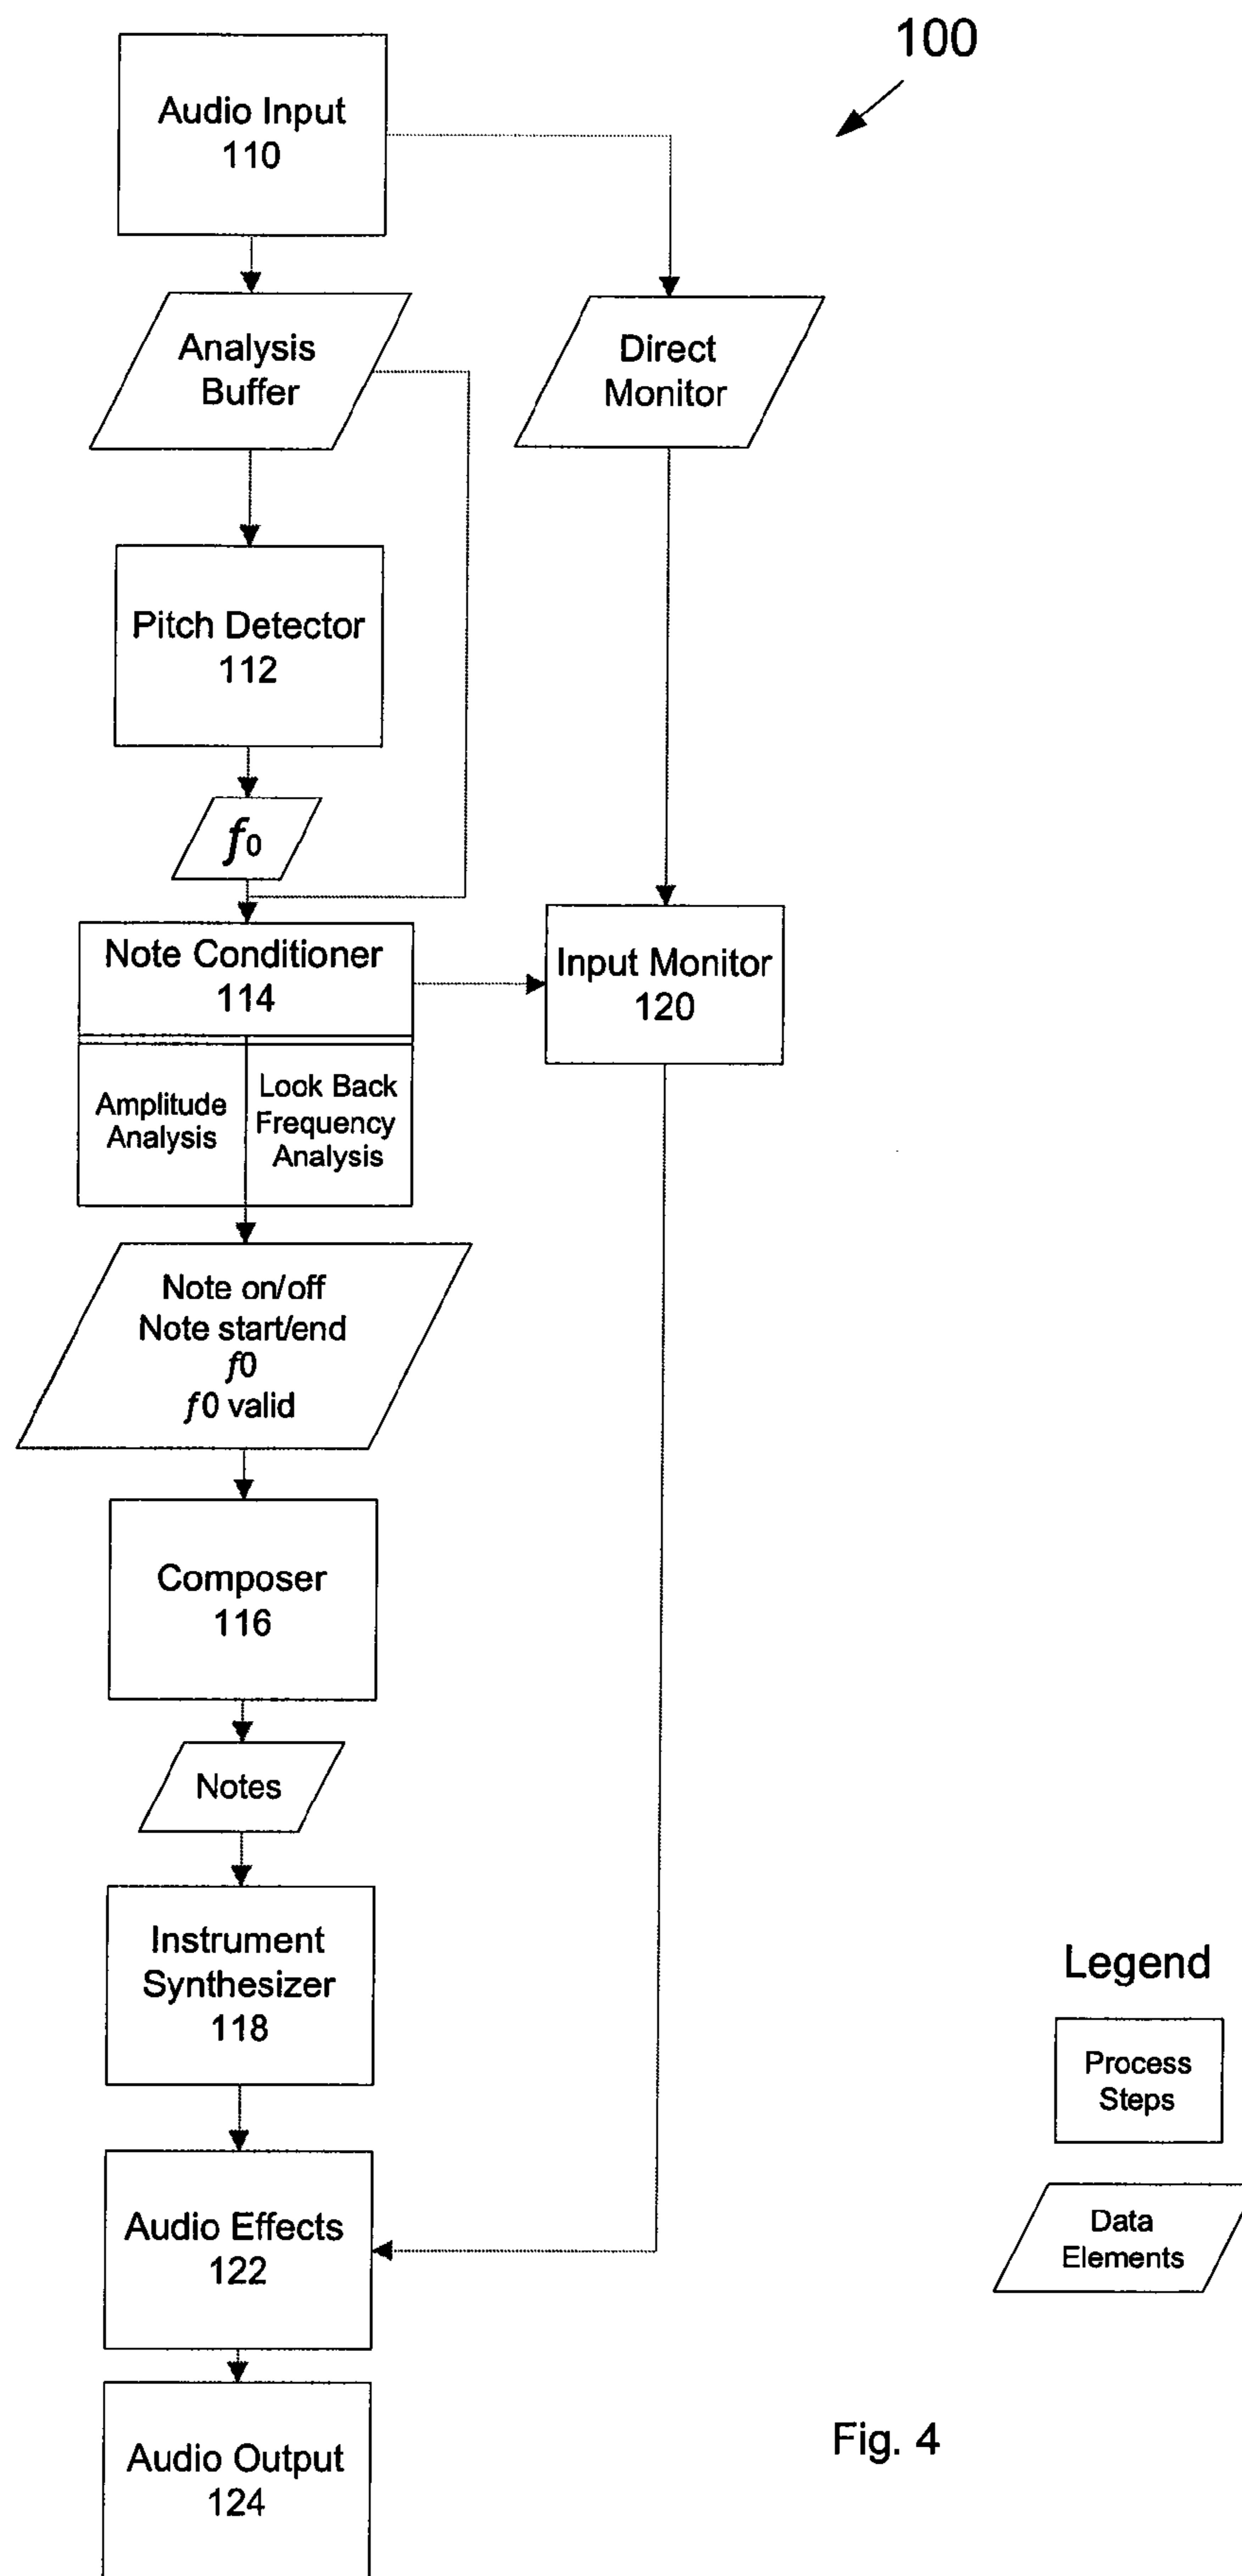 100
Audio Input
110
Analysis
Buffer
Direct
Monitor
Pitch Detector
112
f0
Note Conditioner
114
Input Monitor
120
Amplitude
Analysis
Look Back
Frequency
Analysis
Note on/off
Note start/end
f0
f0 valid
Composer
116
Notes
Instrument
Synthesizer
118
Legend
Process
Steps
Data
Elements
Audio Effects
122
Audio Output
124
Fig. 4